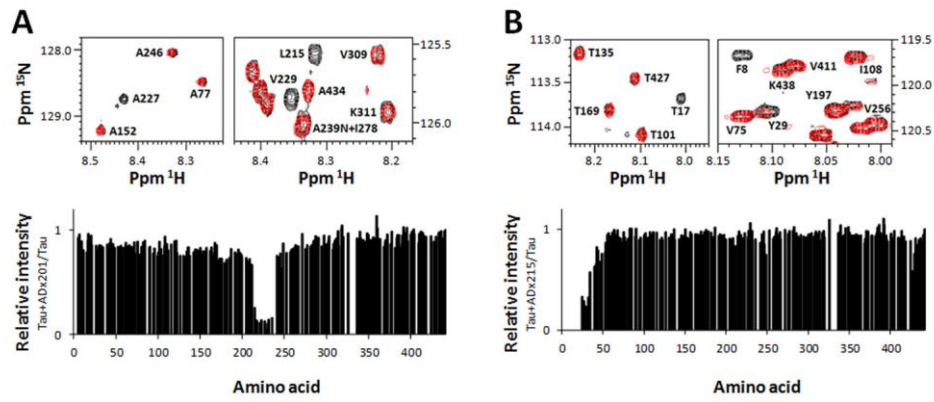 A
B
A246
A77
A227
A152
L215
V309
V229
A434
K311
A239N+I278
128.0
129.0
125.5
126.0
8.5
8.4
8.3
8.4
8.3
8.2
Ppm ¹⁵N
Ppm ¹H
Ppm ¹H
T135
T427
T169
T17
T101
F8
V411
I108
K438
Y197
V256
V75
Y29
113.0
113.5
114.0
119.5
120.5
8.2
8.1
8.0
8.15
8.10
8.05
8.00
Ppm ¹⁵N
Ppm ¹H
Ppm ¹H
Relative intensity
Tau+ADx201/Tau
1
0
0
50
100
150
200
250
300
350
400
Amino acid
Relative intensity
Tau+ADx215/Tau
1
0
0
50
100
150
200
250
300
350
400
Amino acid